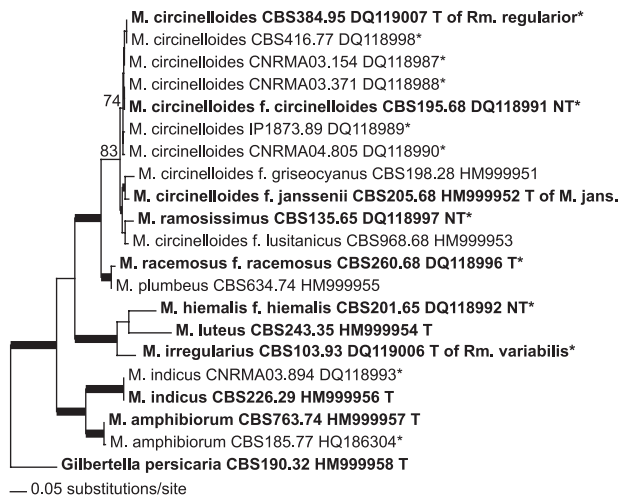 M. circinelloides CBS384.95 DQ119007 T of Rm. regularior*
M. circinelloides CBS416.77 DQ118998*
M. circinelloides CNRMA03.154 DQ118987*
M. circinelloides CNRMA03.371 DQ118988*
74
M. circinelloides f. circinelloides CBS195.68 DQ118991 NT*
M. circinelloides IP1873.89 DQ118989*
83
M. circinelloides CNRMA04.805 DQ118990*
M. circinelloides f. griseocyanus CBS198.28 HM999951
M. circinelloides f. janssenii CBS205.68 HM999952 T of M. jans.
M. ramosissimus CBS135.65 DQ118997 NT*
M. circinelloides f. lusitanicus CBS968.68 HM999953
M. racemosus f. racemosus CBS260.68 DQ118996 T*
M. plumbeus CBS634.74 HM999955
M. hiemalis f. hiemalis CBS201.65 DQ118992 NT*
M. luteus CBS243.35 HM999954 T
M. irregularius CBS103.93 DQ119006 T of Rm. variabilis*
M. indicus CNRMA03.894 DQ118993*
M. indicus CBS226.29 HM999956 T
M. amphibiorum CBS763.74 HM999957 T
M. amphibiorum CBS185.77 HQ186304*
Gilbertella persicaria CBS190.32 HM999958 T
0.05 substitutions/site